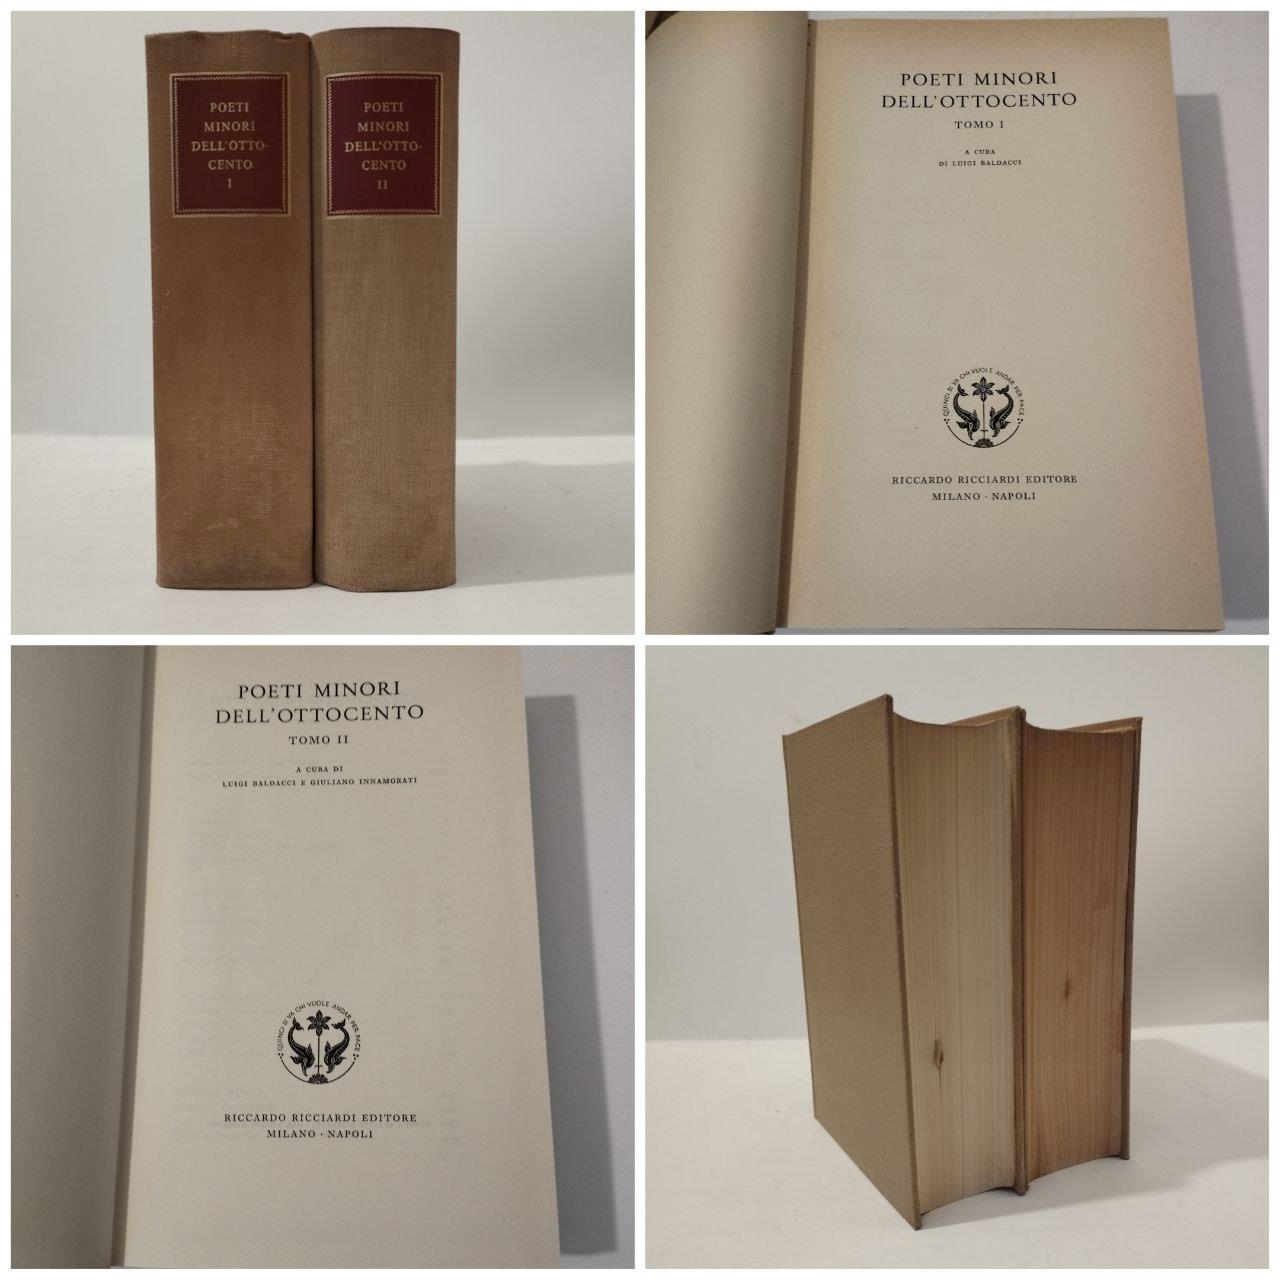 POETI
MINORI
DELL'OTTO-
CENTO.
I
POETI
MINORI
DELL'OTTO-
CENTO
II
POETI MINORI
DELL'OTTOCENTO
TOMO I
A CURA
DI LUIGI BALDACCI
QUINCI SI VA CHI VUOLE ANDAR PER PACE
RICCARDO RICCIARDI EDITORE
MILANO · NAPOLI
POETI MINORI
DELL'OTTOCENTO
TOMO II
A CURA DI
LUIGI BALDACCI E GIULIANO INNAMORATI
QUINCI SI VA CHI VUOLE ANDAR PER PACE
RICCARDO RICCIARDI EDITORE
MILANO · NAPOLI